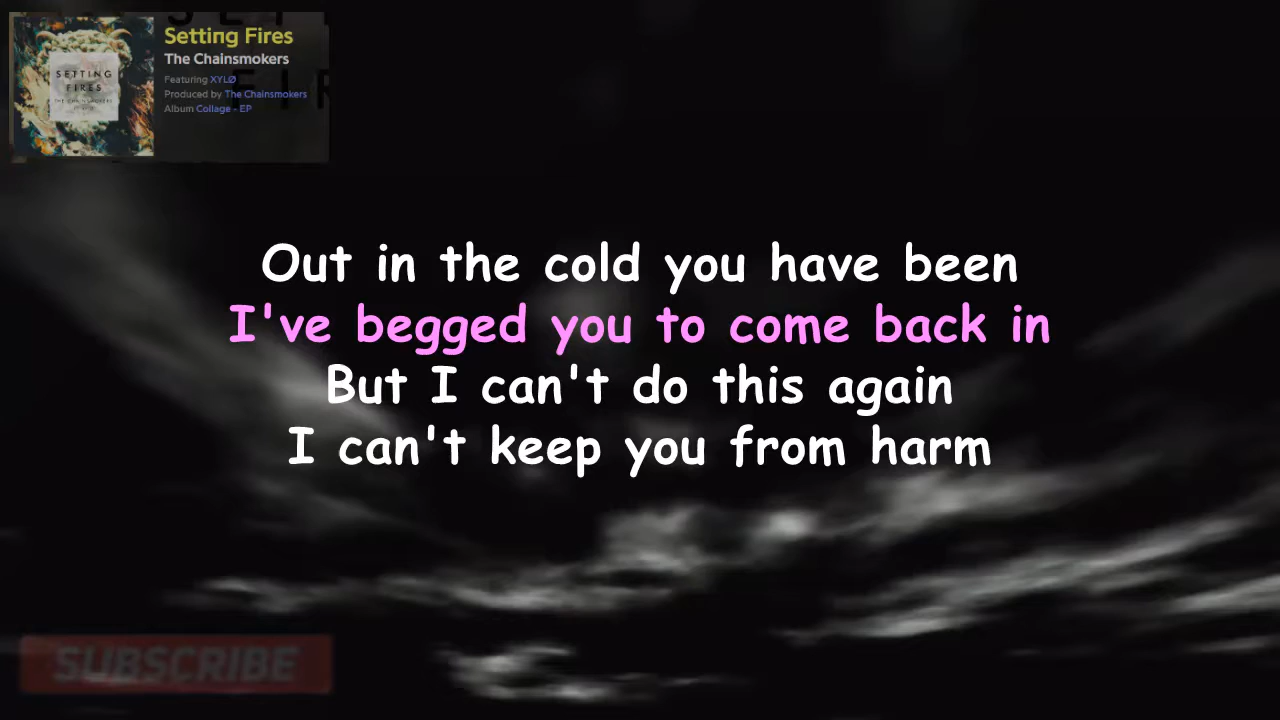 Setting Fires
The Chainsmokers
Featuring XYLØ
Produced by The Chainsmokers
Album Collage - EP
SETTING
FIRES
Out in the cold you have been
I've begged you to come back in
But I can't do this again
I can't keep you from harm
SUBSCRIBE